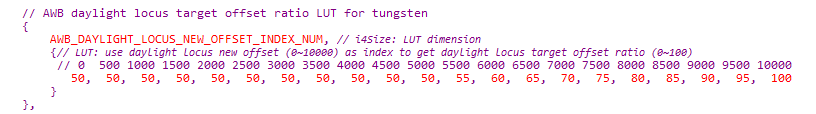 // AWB daylight locus target offset ratio LUT for tungsten
{
AWB_DAYLIGHT_LOCUS_NEW_OFFSET_INDEX_NUM, // i4Size: LUT dimension
{// LUT: use daylight locus new offset (0~10000) as index to get daylight locus target offset ratio (0~100)
// 0 500 1000 1500 2000 2500 3000 3500 4000 4500 5000 5500 6000 6500 7000 7500 8000 8500 9000 9500 10000
50, 50, 50, 50, 50, 50, 50, 50, 50, 50, 50, 55, 60, 65, 70, 75, 80, 85, 90, 95, 100
}
},